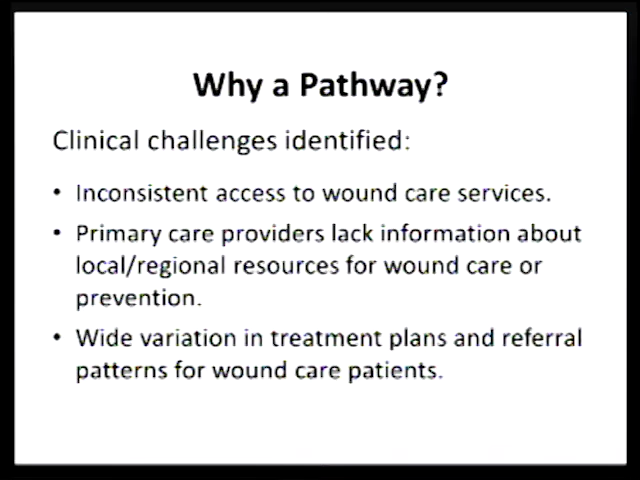 Why a Pathway?
Clinical challenges identified:
• Inconsistent access to wound care services.
• Primary care providers lack information about
local/regional resources for wound care or
prevention.
• Wide variation in treatment plans and referral
patterns for wound care patients.